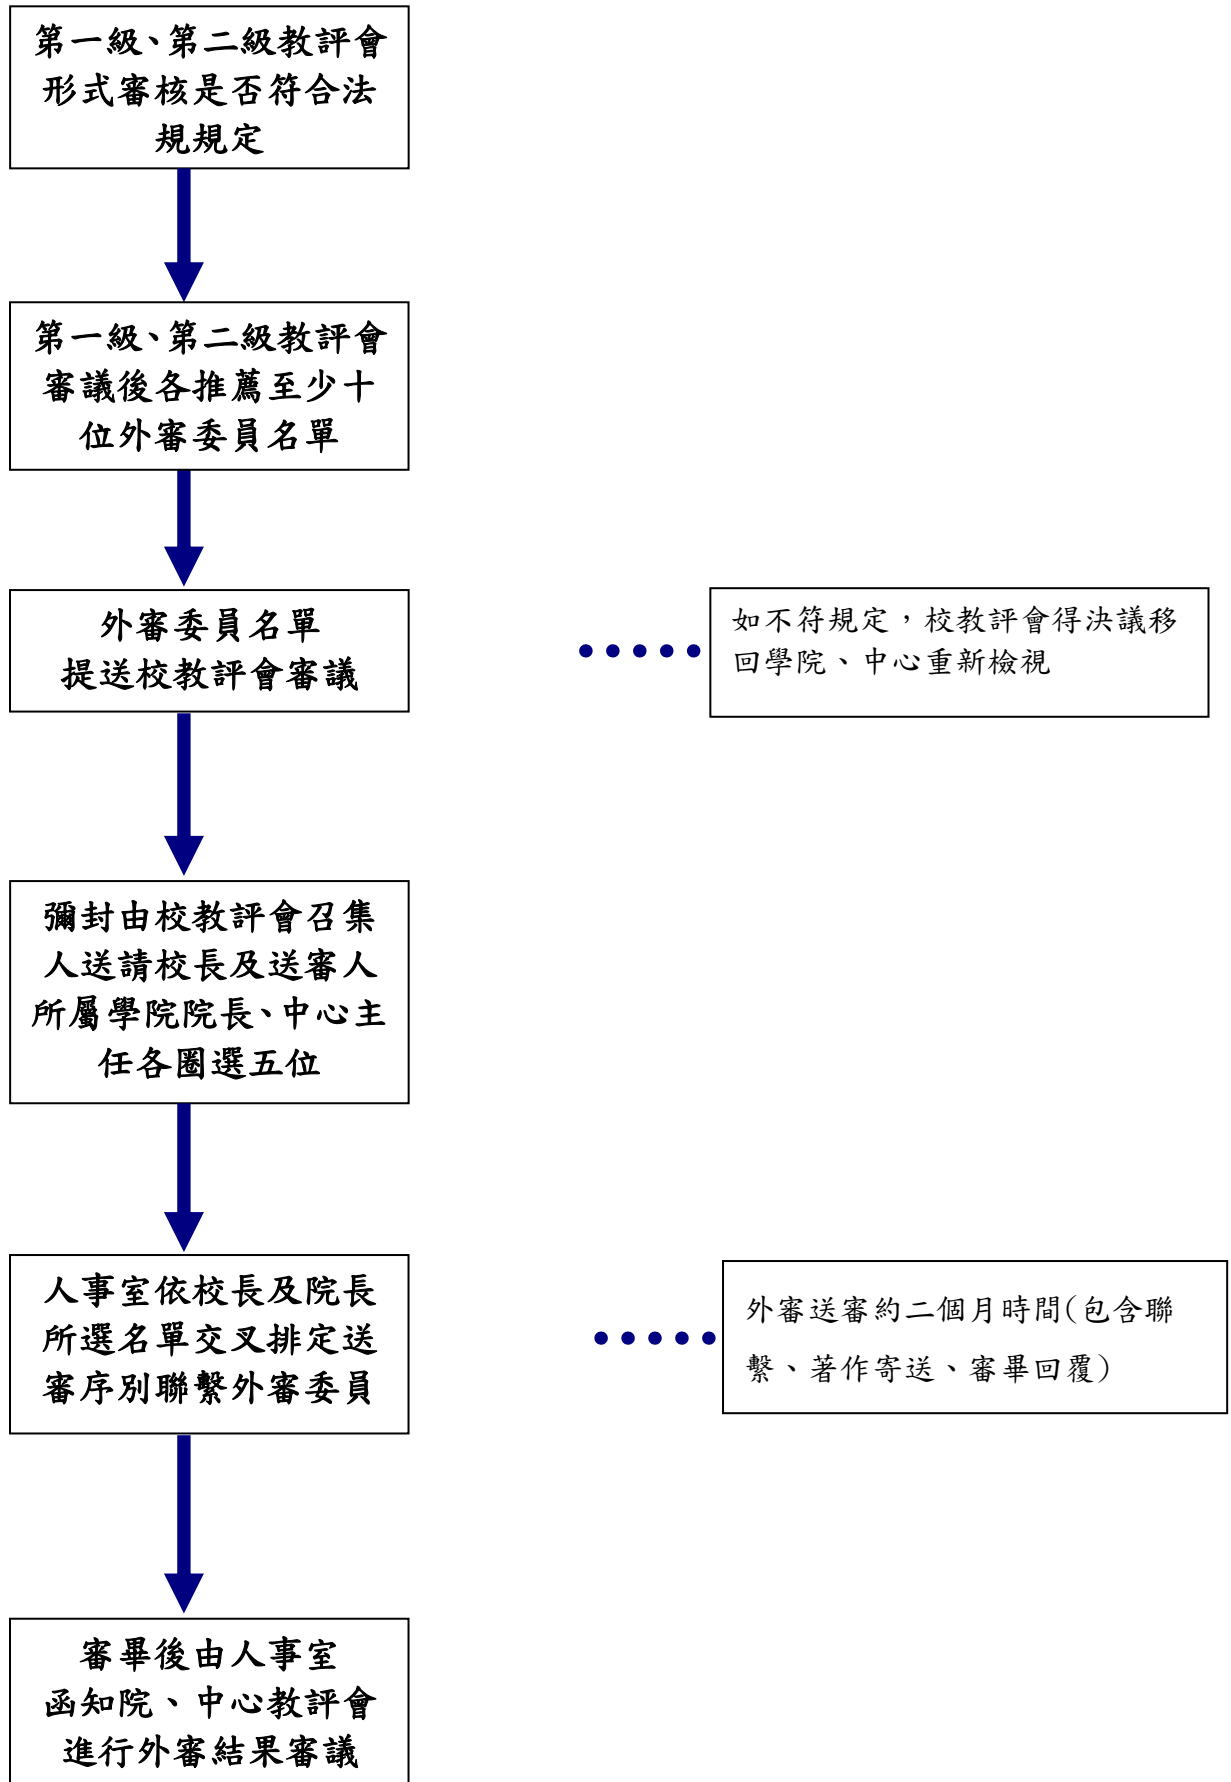 第一級、第二級教評會
形式審核是否符合法
規規定
第一級、第二級教評會
審議後各推薦至少十
位外審委員名單
外審委員名單
提送校教評會審議
如不符規定，校教評會得決議移
回學院、中心重新檢視
彌封由校教評會召集
人送請校長及送審人
所屬學院院長、中心主
任各圈選五位
人事室依校長及院長
所選名單交叉排定送
審序別聯繫外審委員
外審送審約二個月時間(包含聯
繫、著作寄送、審畢回覆)
審畢後由人事室
函知院、中心教評會
進行外審結果審議